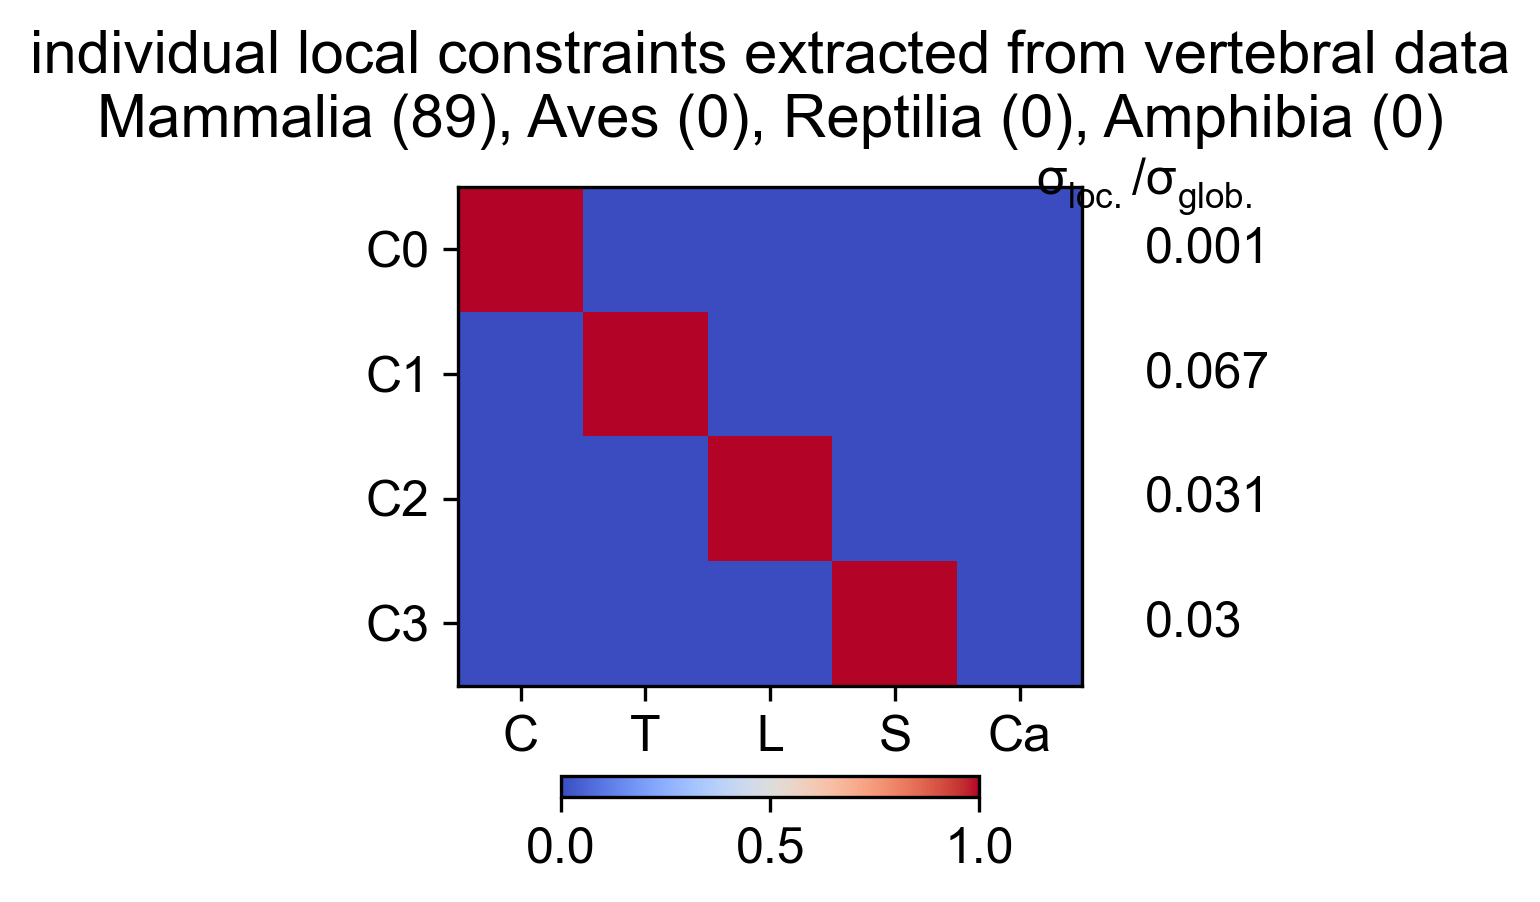 individual local constraints extracted from vertebral data
Mammalia (89), Aves (0), Reptilia (0), Amphibia (0)
σloc. /σglob.
C0 0.001
C1 0.067
C2 0.031
C3 0.03
C T L S Ca
0.0 0.5 1.0